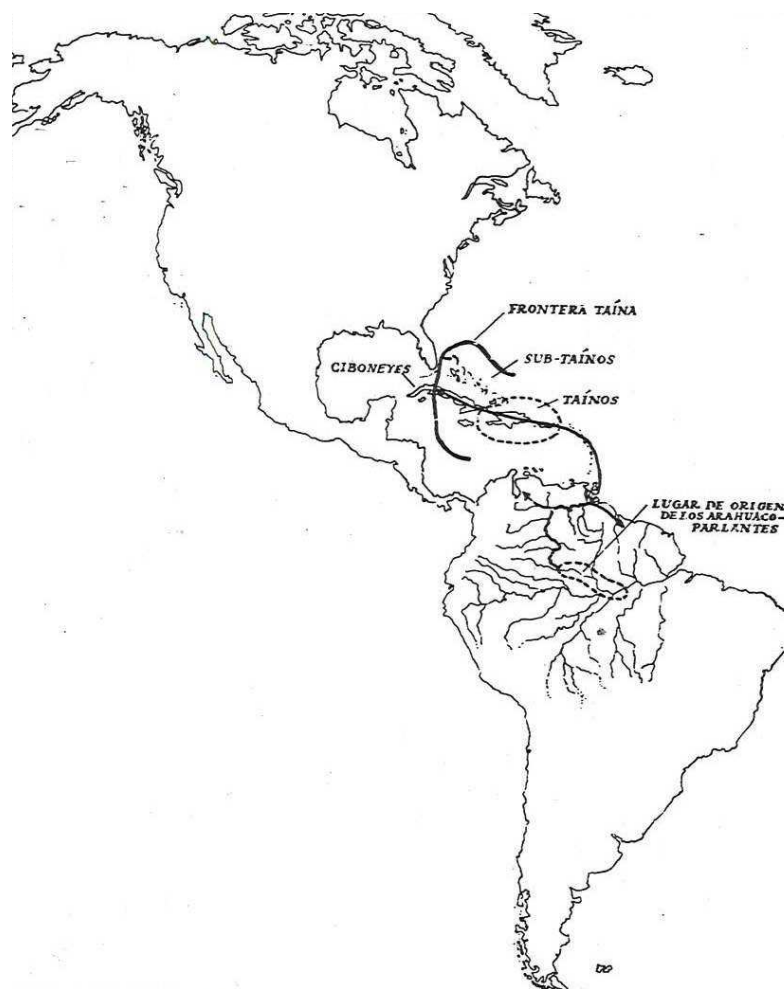 FRONTERA TAÍNA
SUB-TAÍNOS
CIBONEYES
TAÍNOS
LUGAR DE ORIGEN
DE LOS ARAHUACO-
PARLANTES